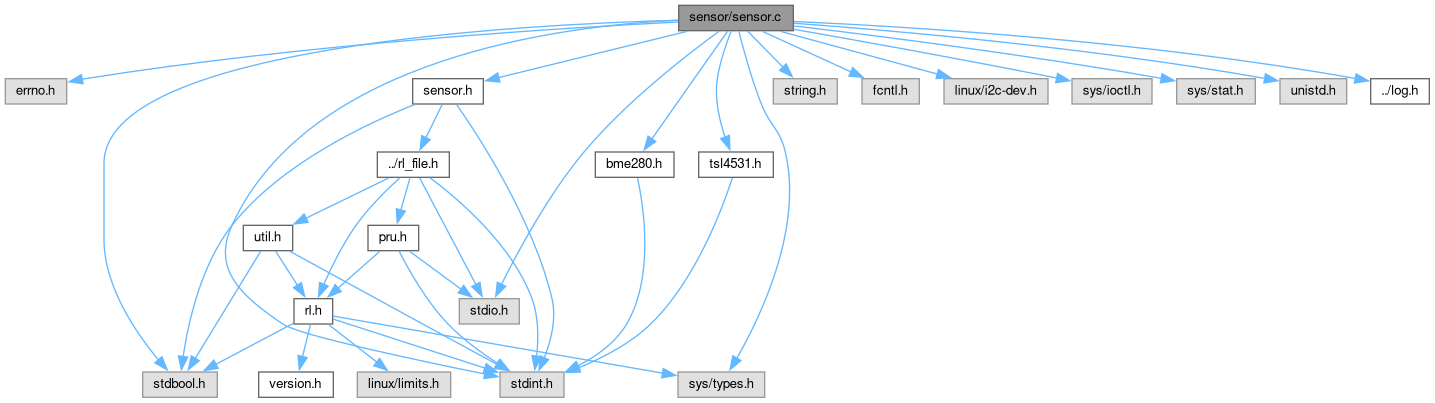 sensor/sensor.c
errno.h
sensor.h
string.h
fcntl.h
linux/i2c-dev.h
sys/ioctl.h
sys/stat.h
unistd.h
../log.h
../rl_file.h
bme280.h
tsl4531.h
util.h
pru.h
rl.h
stdio.h
stdbool.h
version.h
linux/limits.h
stdint.h
sys/types.h